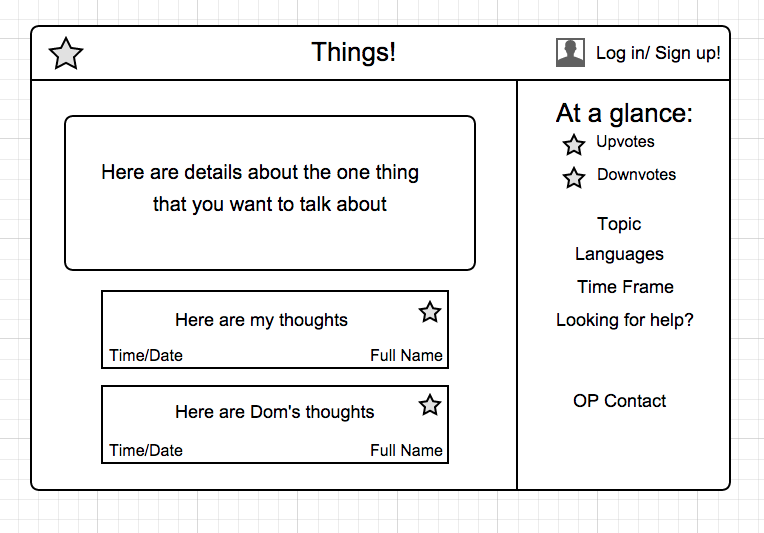 Things!
Log in/ Sign up!
Here are details about the one thing
that you want to talk about
Here are my thoughts
Time/Date
Full Name
Here are Dom's thoughts
Time/Date
Full Name
At a glance:
Upvotes
Downvotes
Topic
Languages
Time Frame
Looking for help?
OP Contact